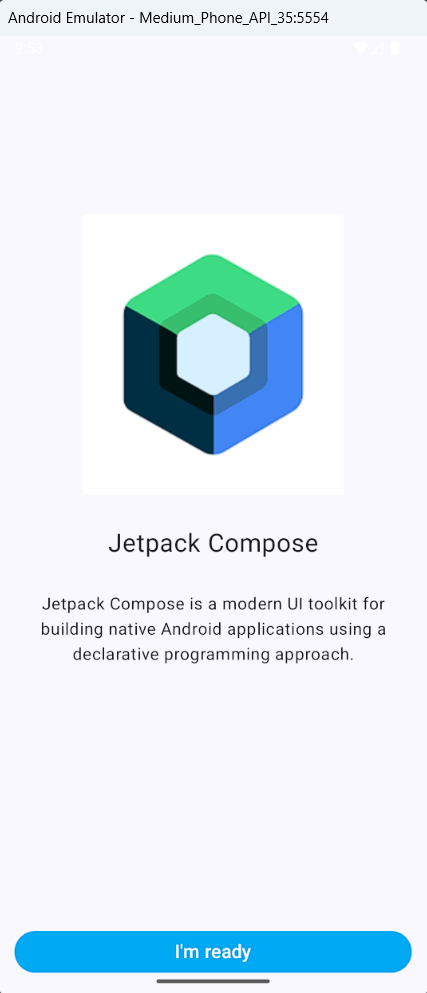 Android Emulator - Medium_Phone_API_35:5554
9:53
Jetpack Compose
Jetpack Compose is a modern UI toolkit for
building native Android applications using a
declarative programming approach.
I'm ready